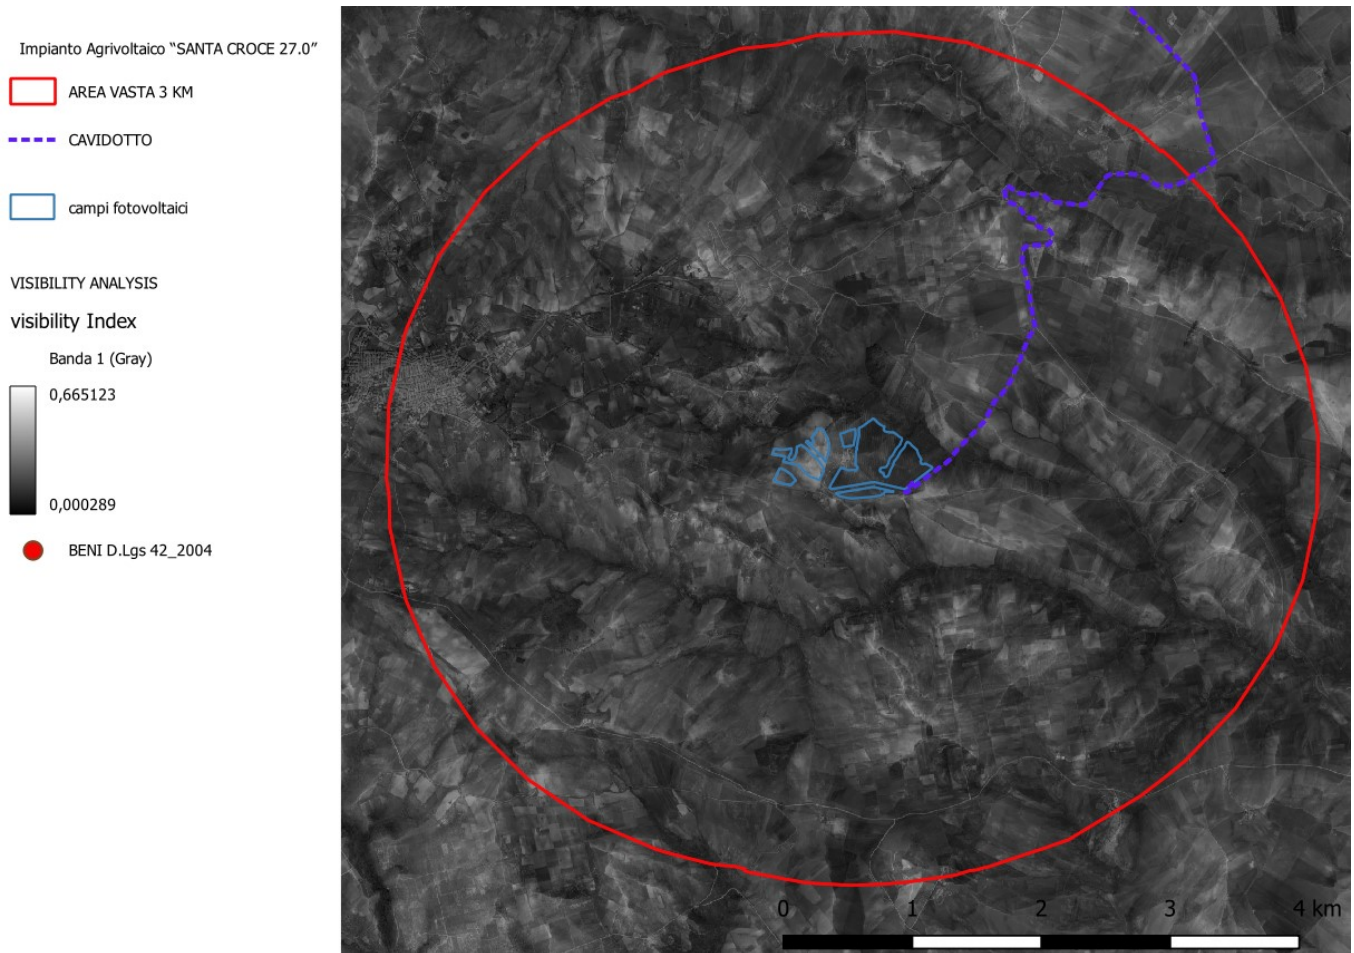 Impianto Agrivoltaico “SANTA CROCE 27.0”
AREA VASTA 3 KM
CAVIDOTTO
campi fotovoltaici
VISIBILITY ANALYSIS
visibility Index
Banda 1 (Gray)
0,665123
0,000289
BENI D.Lgs 42_2004
0 1 2 3 4 km